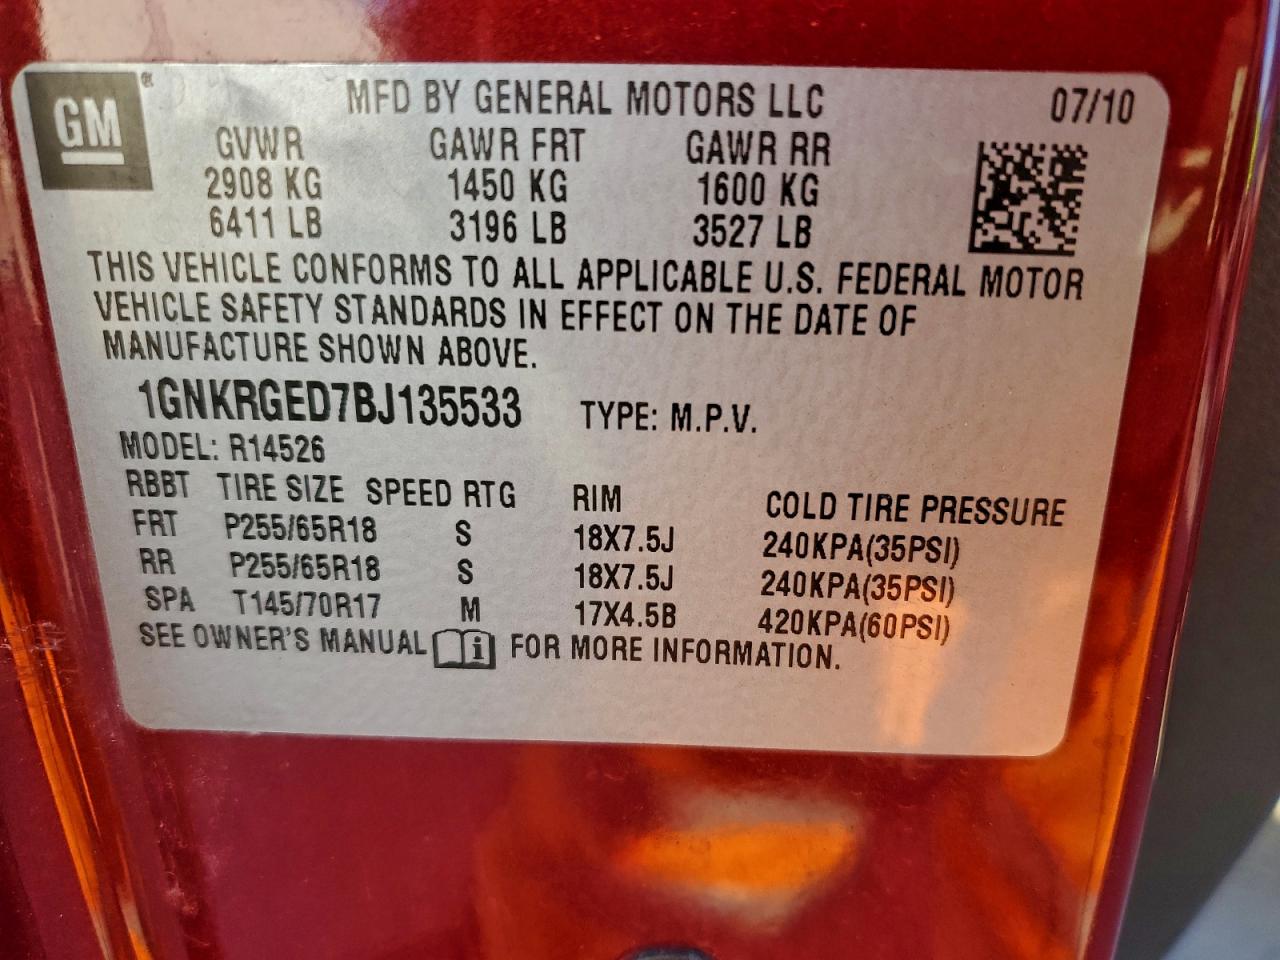 GM®
MFD BY GENERAL MOTORS LLC 07/10
GVWR GAWR FRT GAWR RR
2908 KG 1450 KG 1600 KG
6411 LB 3196 LB 3527 LB
THIS VEHICLE CONFORMS TO ALL APPLICABLE U.S. FEDERAL MOTOR
VEHICLE SAFETY STANDARDS IN EFFECT ON THE DATE OF
MANUFACTURE SHOWN ABOVE.
1GNKRGED7BJ135533 TYPE: M.P.V.
MODEL: R14526
RBBT TIRE SIZE SPEED RTG RIM COLD TIRE PRESSURE
FRT P255/65R18 S 18X7.5J 240KPA(35PSI)
RR P255/65R18 S 18X7.5J 240KPA(35PSI)
SPA T145/70R17 M 17X4.5B 420KPA(60PSI)
SEE OWNER'S MANUAL i FOR MORE INFORMATION.